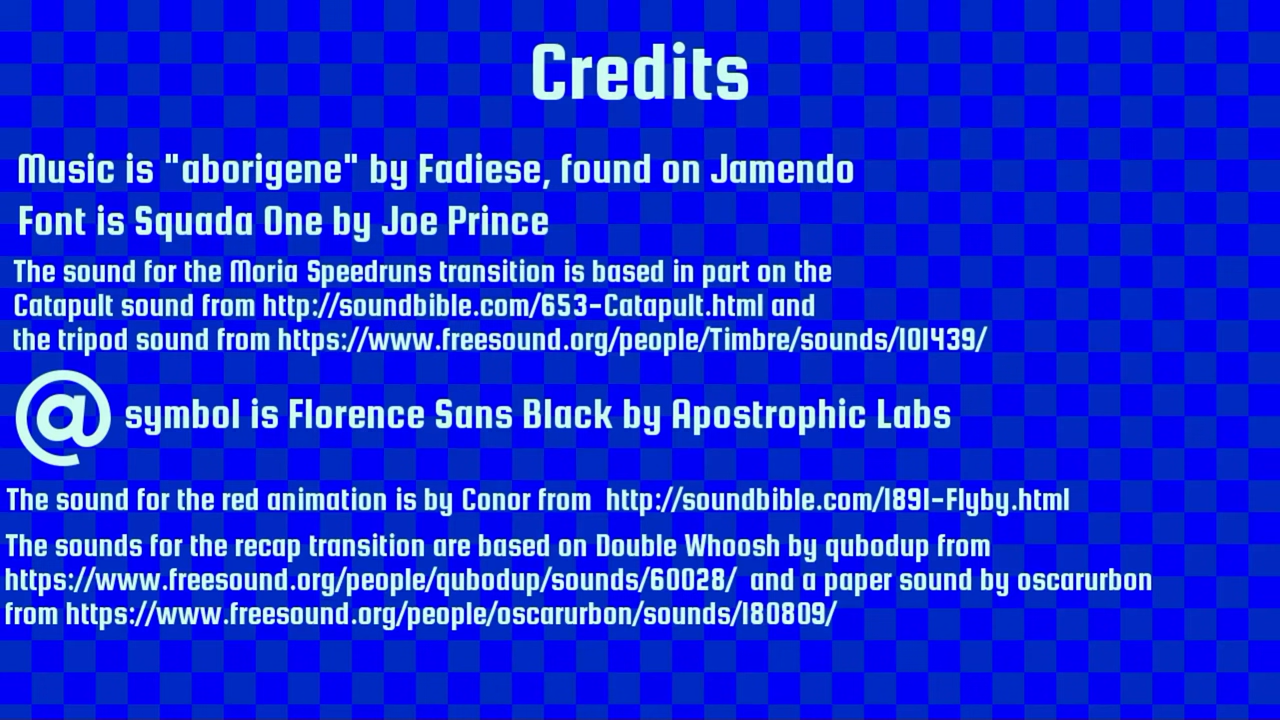 Credits
Music is "aborigene" by Fadiese, found on Jamendo
Font is Squada One by Joe Prince
The sound for the Moria Speedruns transition is based in part on the
Catapult sound from http://soundbible.com/653-Catapult.html and
the tripod sound from https://www.freesound.org/people/Timbre/sounds/101439/
@ symbol is Florence Sans Black by Apostrophic Labs
The sound for the red animation is by Conor from http://soundbible.com/1891-Flyby.html
The sounds for the recap transition are based on Double Whoosh by qubodup from
https://www.freesound.org/people/qubodup/sounds/60028/ and a paper sound by oscarurbon
from https://www.freesound.org/people/oscarurbon/sounds/180809/